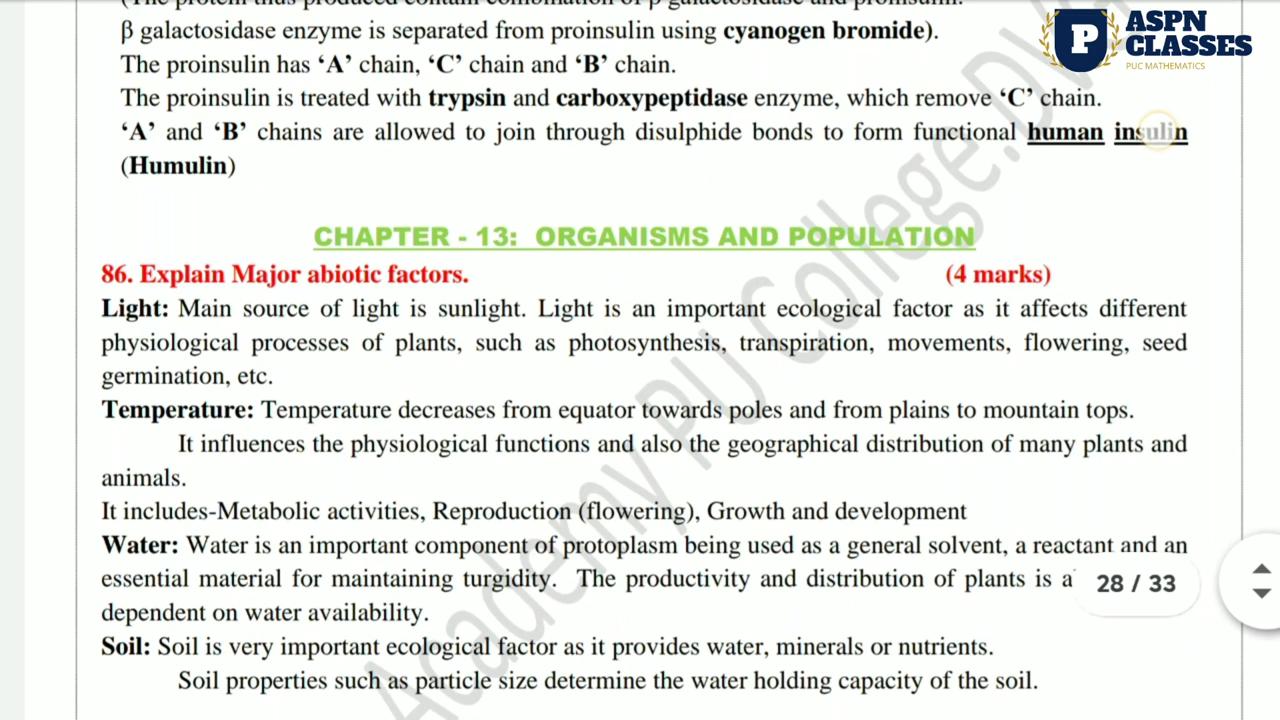 β galactosidase enzyme is separated from proinsulin using cyanogen bromide).
The proinsulin has ‘A’ chain, ‘C’ chain and ‘B’ chain.
The proinsulin is treated with trypsin and carboxypeptidase enzyme, which remove ‘C’ chain.
‘A’ and ‘B’ chains are allowed to join through disulphide bonds to form functional human insulin
(Humulin)
P
ASPN
CLASSES
PUC MATHEMATICS
CHAPTER - 13: ORGANISMS AND POPULATION
86. Explain Major abiotic factors. (4 marks)
Light: Main source of light is sunlight. Light is an important ecological factor as it affects different
physiological processes of plants, such as photosynthesis, transpiration, movements, flowering, seed
germination, etc.
Temperature: Temperature decreases from equator towards poles and from plains to mountain tops.
It influences the physiological functions and also the geographical distribution of many plants and
animals.
It includes-Metabolic activities, Reproduction (flowering), Growth and development
Water: Water is an important component of protoplasm being used as a general solvent, a reactant and an
essential material for maintaining turgidity. The productivity and distribution of plants is
dependent on water availability.
28 / 33
Soil: Soil is very important ecological factor as it provides water, minerals or nutrients.
Soil properties such as particle size determine the water holding capacity of the soil.
Academy PU College.